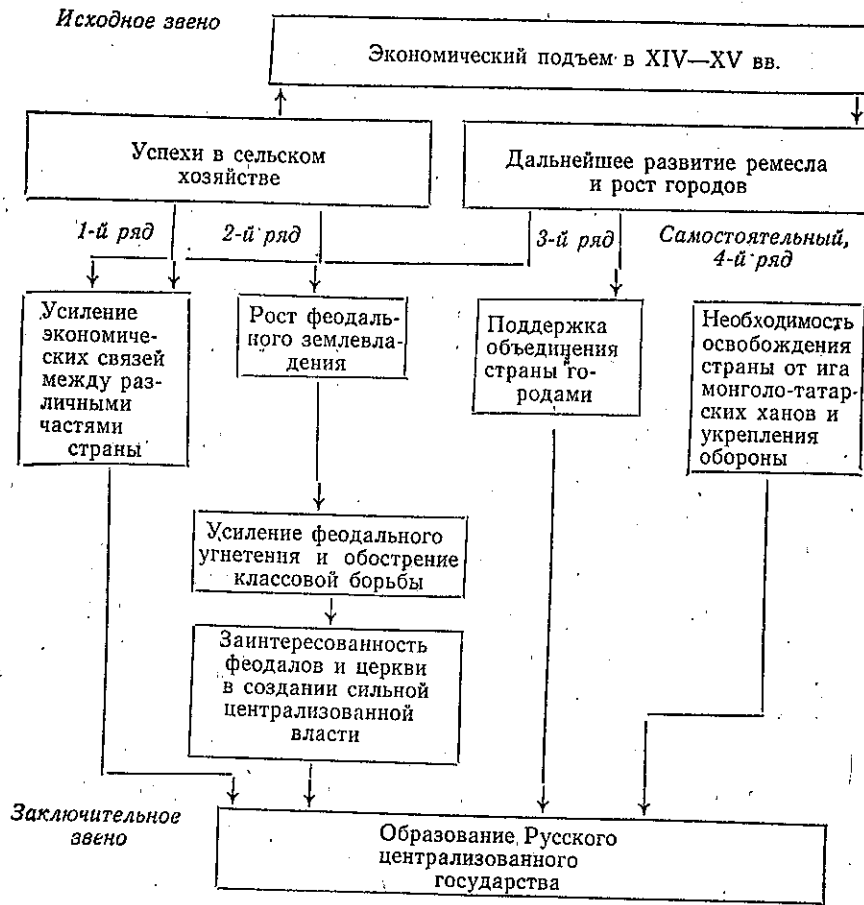 Исходное звено
Экономический подъем в XIV—XV вв.
Успехи в сельском
хозяйстве
Дальнейшее развитие ремесла
и рост городов
1-й ряд
2-й ряд
3-й ряд
Самостоятельный,
4-й ряд
Усиление
экономиче-
ских связей
между раз-
личными
частями
страны
Рост феодаль-
ного землевла-
дения
Поддержка
объединения
страны го-
родами
Необходимость
освобождения
страны от ига
монголо-татар-
ских ханов и
укрепления
обороны
Усиление феодального
угнетения и обострение
классовой борьбы
Заинтересованность
феодалов и церкви
в создании сильной
централизованной
власти
Заключительное
звено
Образование Русского
централизованного
государства